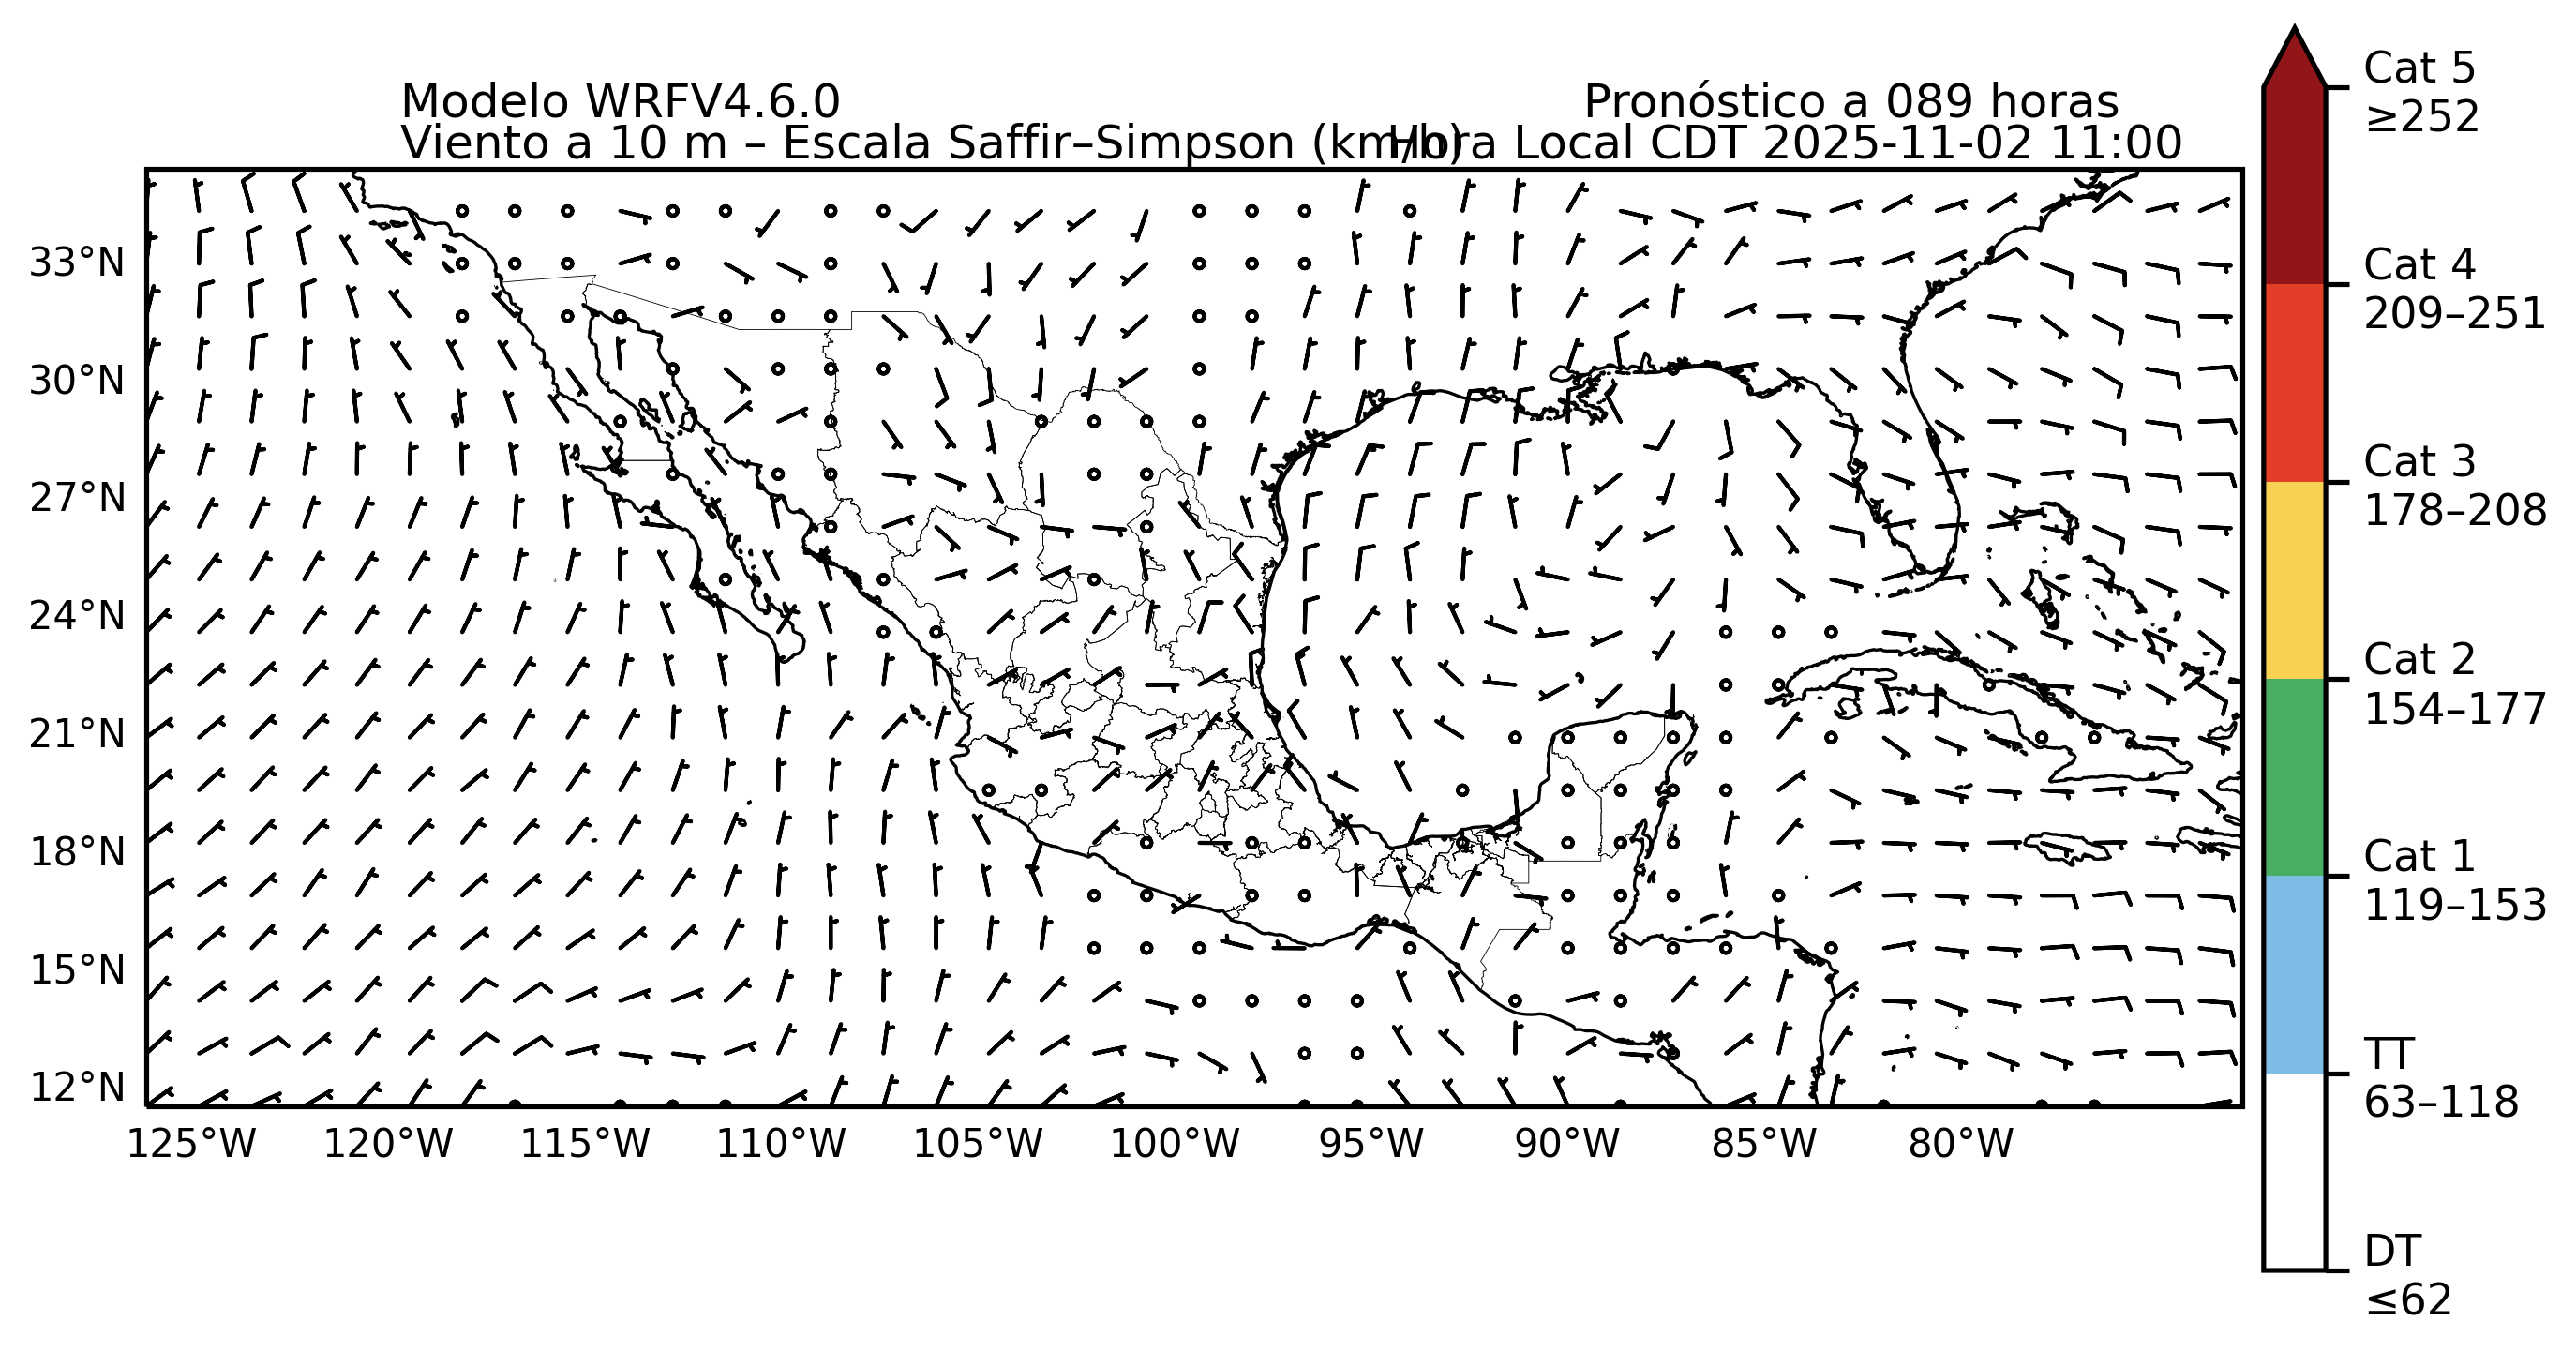 Modelo WRFV4.6.0
Pronóstico a 089 horas
Viento a 10 m – Escala Saffir–Simpson (km/h)
Hora Local CDT 2025-11-02 11:00
33°N
30°N
27°N
24°N
21°N
18°N
15°N
12°N
125°W
120°W
115°W
110°W
105°W
100°W
95°W
90°W
85°W
80°W
Cat 5
≥252
Cat 4
209–251
Cat 3
178–208
Cat 2
154–177
Cat 1
119–153
TT
63–118
DT
≤62